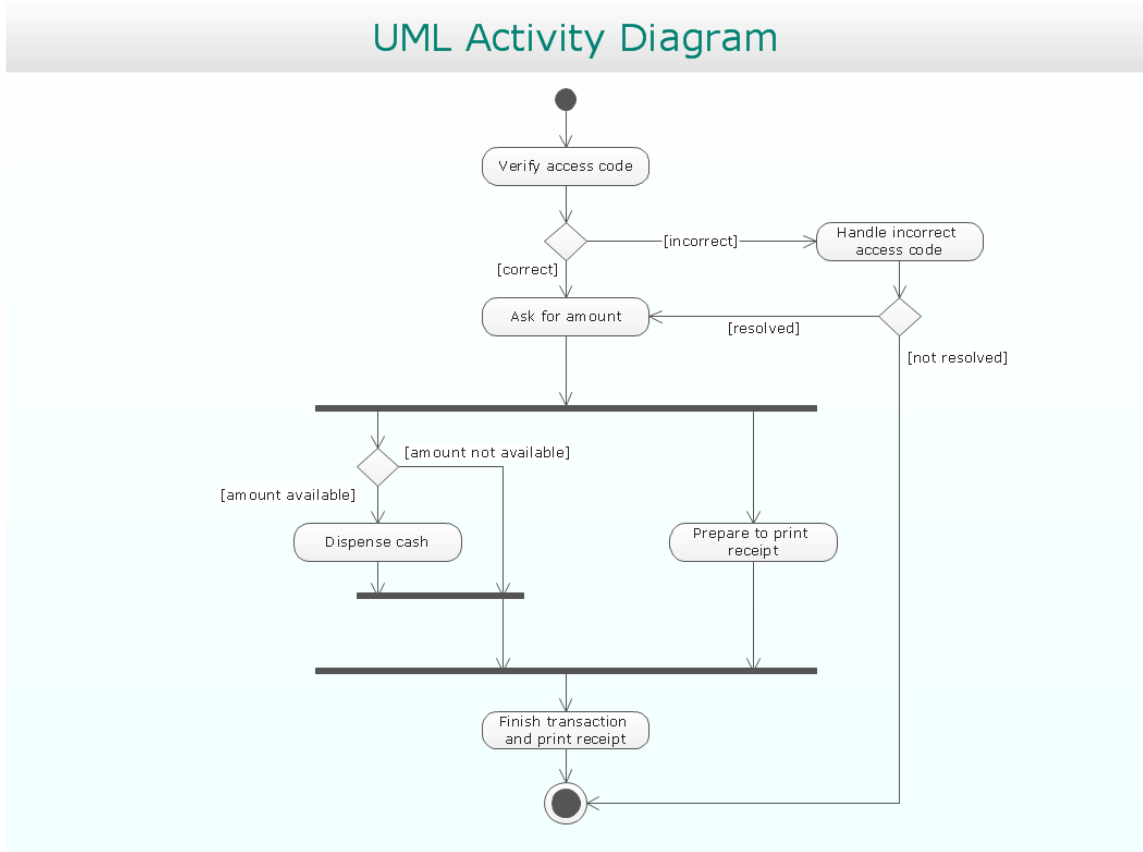 UML Activity Diagram
Verify access code
[incorrect]
Handle incorrect
access code
[correct]
Ask for amount
[resolved]
[not resolved]
[amount not available]
[amount available]
Dispense cash
Prepare to print
receipt
Finish transaction
and print receipt